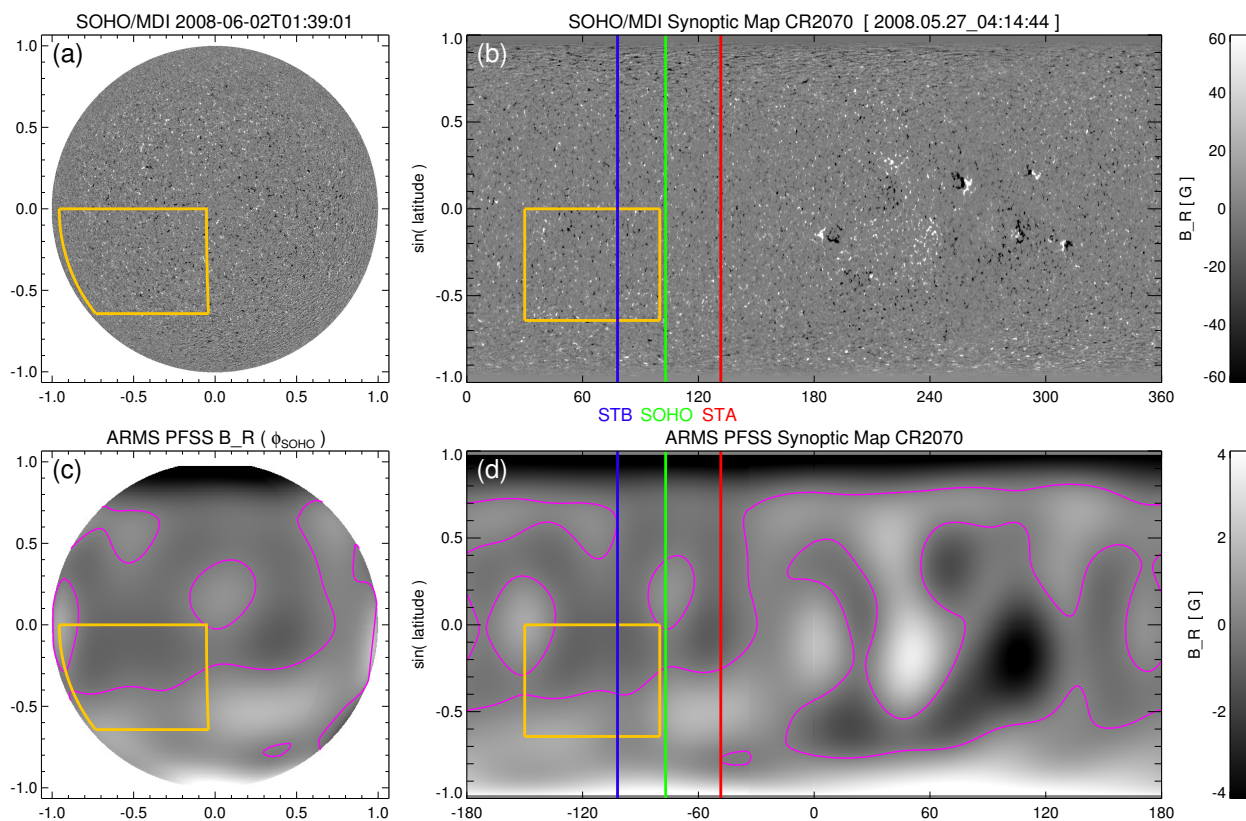 SOHO/MDI 2008-06-02T01:39:01
(a)
1.0
0.5
0.0
-0.5
-1.0
-1.0 -0.5 0.0 0.5 1.0
SOHO/MDI Synoptic Map CR2070 [ 2008.05.27_04:14:44 ]
(b)
sin( latitude )
1.0
0.5
0.0
-0.5
-1.0
0 60 120 180 240 300 360
STB SOHO STA
B_R [ G ]
60
40
20
0
-20
-40
-60
ARMS PFSS B_R ( ϕSOHO )
(c)
1.0
0.5
0.0
-0.5
-1.0
-1.0 -0.5 0.0 0.5 1.0
ARMS PFSS Synoptic Map CR2070
(d)
sin( latitude )
1.0
0.5
0.0
-0.5
-1.0
-180 -120 -60 0 60 120 180
B_R [ G ]
4
2
0
-2
-4